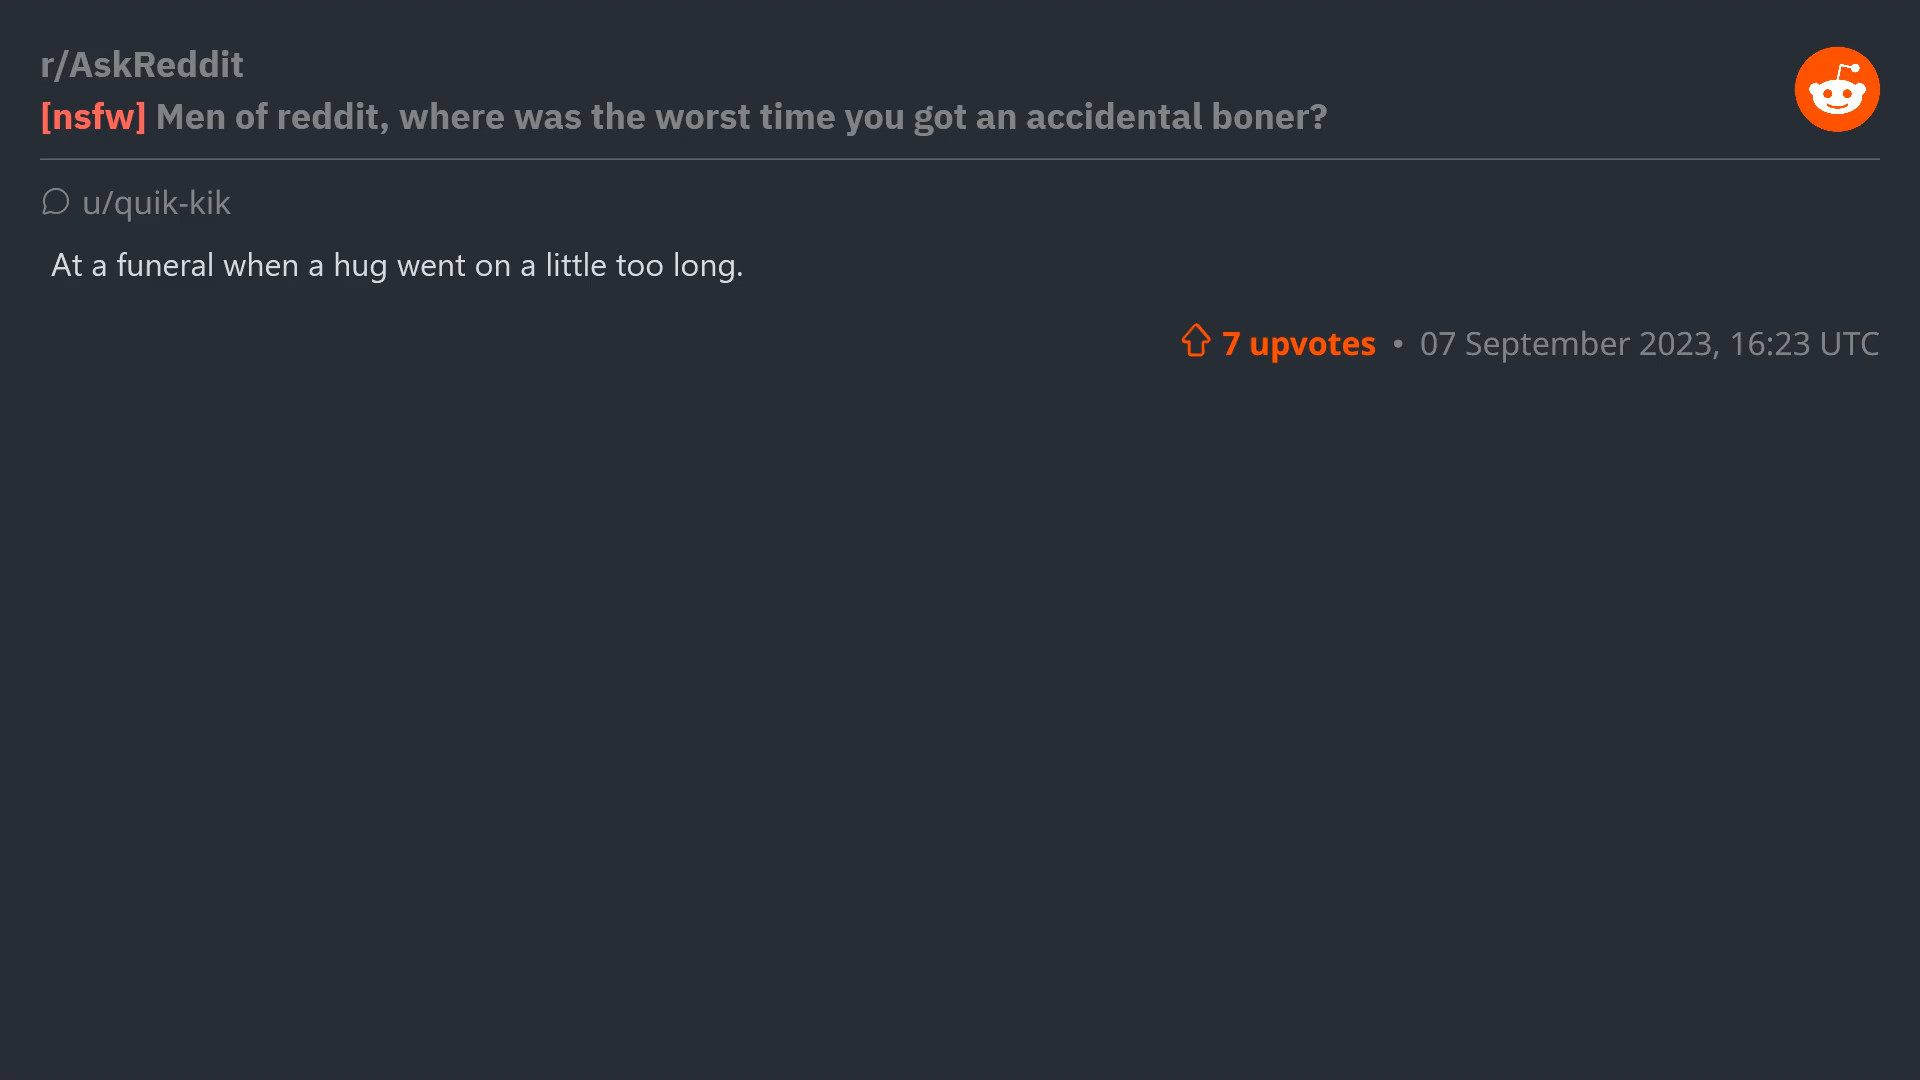 r/AskReddit
[nsfw] Men of reddit, where was the worst time you got an accidental boner?
u/quik-kik
At a funeral when a hug went on a little too long.
7 upvotes • 07 September 2023, 16:23 UTC